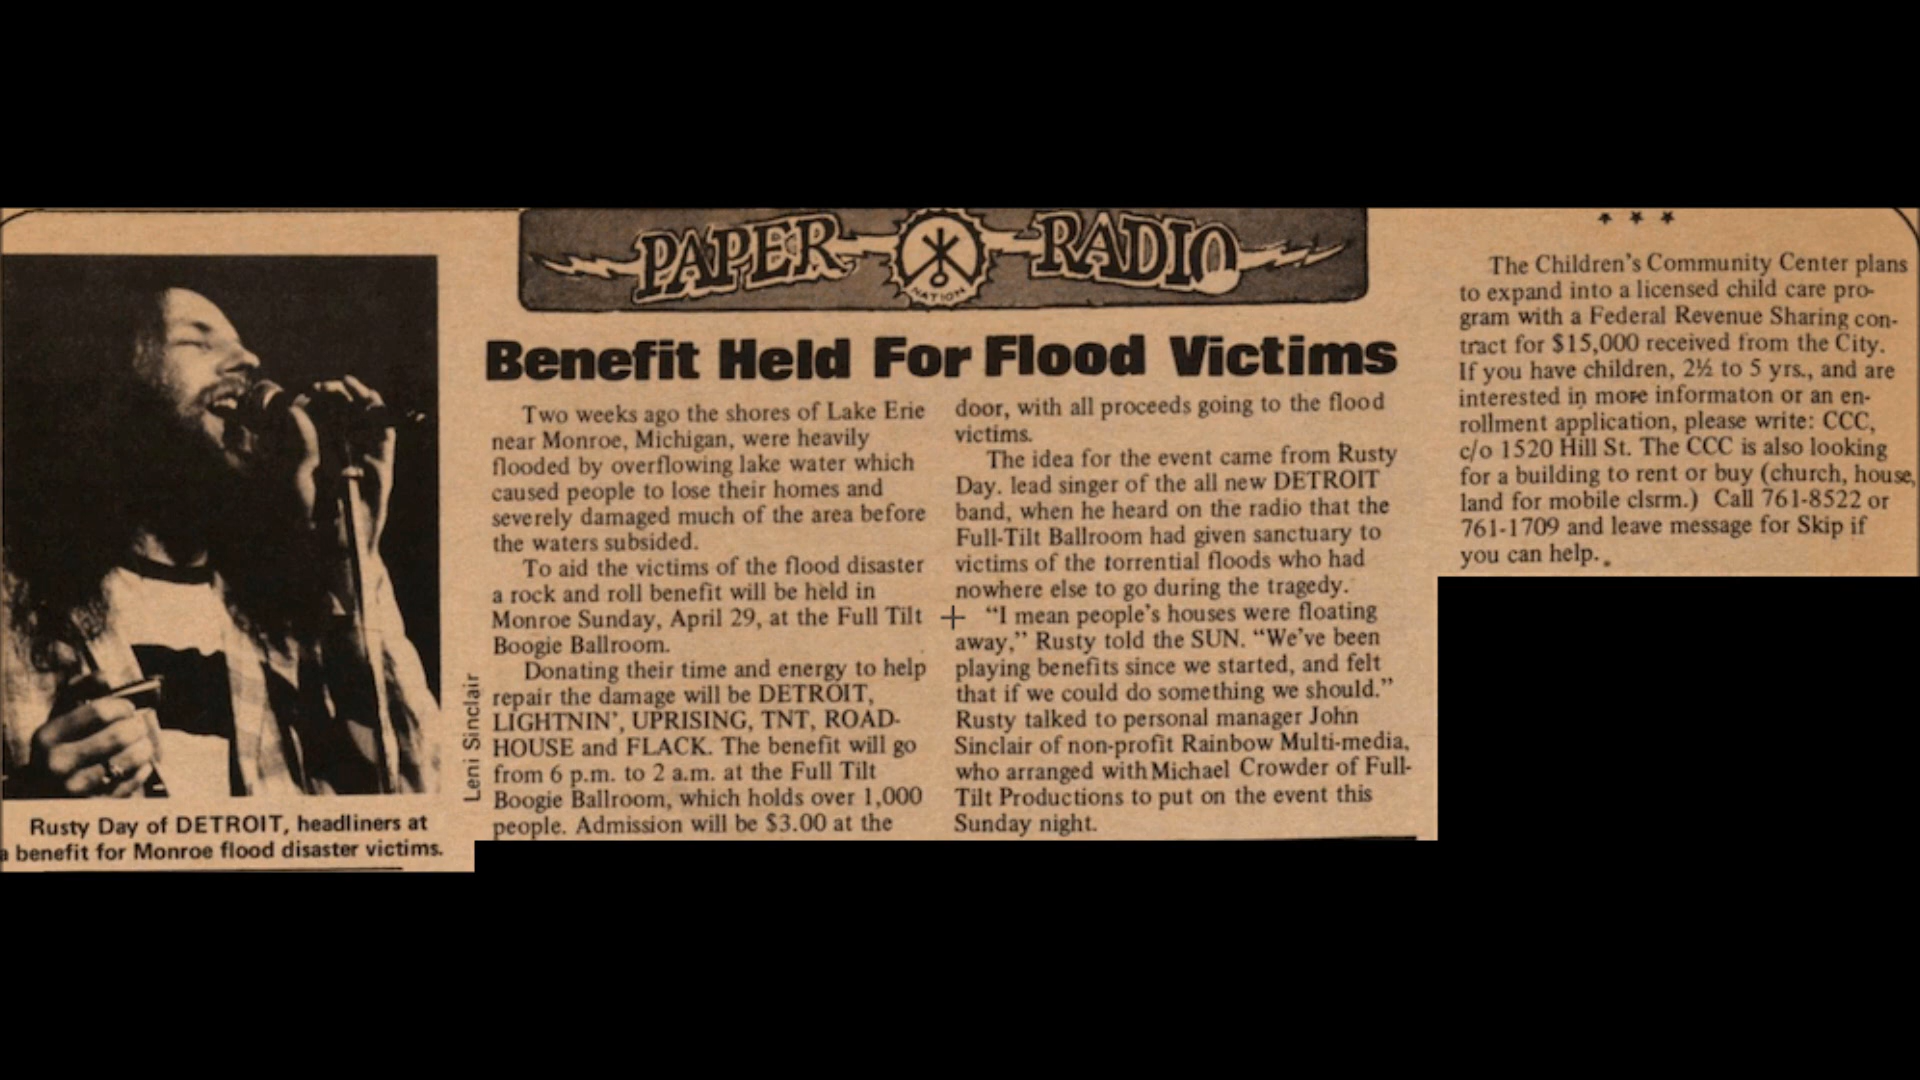 PAPER RADIO
NATION
Benefit Held For Flood Victims
Two weeks ago the shores of Lake Erie
near Monroe, Michigan, were heavily
flooded by overflowing lake water which
caused people to lose their homes and
severely damaged much of the area before
the waters subsided.
To aid the victims of the flood disaster
a rock and roll benefit will be held in
Monroe Sunday, April 29, at the Full Tilt
Boogie Ballroom.
Donating their time and energy to help
repair the damage will be DETROIT,
LIGHTNIN', UPRISING, TNT, ROAD-
HOUSE and FLACK. The benefit will go
from 6 p.m. to 2 a.m. at the Full Tilt
Boogie Ballroom, which holds over 1,000
people. Admission will be $3.00 at the
door, with all proceeds going to the flood
victims.
The idea for the event came from Rusty
Day. lead singer of the all new DETROIT
band, when he heard on the radio that the
Full-Tilt Ballroom had given sanctuary to
victims of the torrential floods who had
nowhere else to go during the tragedy.
"I mean people's houses were floating
away," Rusty told the SUN. "We've been
playing benefits since we started, and felt
that if we could do something we should."
Rusty talked to personal manager John
Sinclair of non-profit Rainbow Multi-media,
who arranged with Michael Crowder of Full-
Tilt Productions to put on the event this
Sunday night.
Leni Sinclair
Rusty Day of DETROIT, headliners at
a benefit for Monroe flood disaster victims.
The Children's Community Center plans
to expand into a licensed child care pro-
gram with a Federal Revenue Sharing con-
tract for $15,000 received from the City.
If you have children, 2½ to 5 yrs., and are
interested in more informaton or an en-
rollment application, please write: CCC,
c/o 1520 Hill St. The CCC is also looking
for a building to rent or buy (church, house,
land for mobile clsrm.) Call 761-8522 or
761-1709 and leave message for Skip if
you can help.